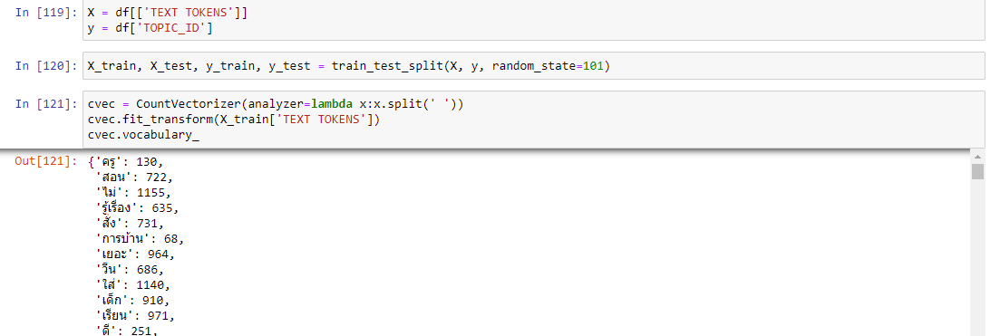 In [119]: X = df[['TEXT TOKENS']]
y = df['TOPIC_ID']
In [120]: X_train, X_test, y_train, y_test = train_test_split(X, y, random_state=101)
In [121]: cvec = CountVectorizer(analyzer=lambda x:x.split(' '))
cvec.fit_transform(X_train['TEXT TOKENS'])
cvec.vocabulary_
Out[121]: {'ครู': 130,
'สอน': 722,
'ไม่': 1155,
'รู้เรื่อง': 635,
'สั่ง': 731,
'การบ้าน': 68,
'เยอะ': 964,
'วีน': 686,
'ใส่': 1140,
'เด็ก': 910,
'เรียน': 971,
'ดี': 251,